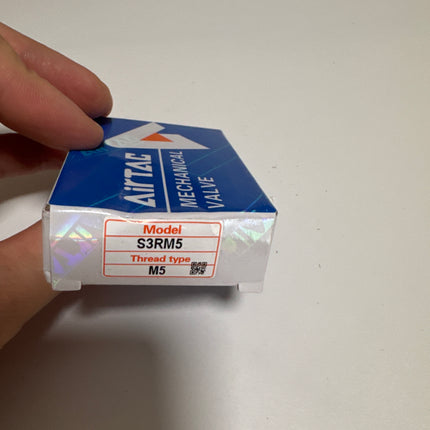 AirTAC
MECHANICAL
VALVE
Model
S3RM5
Thread type
M5